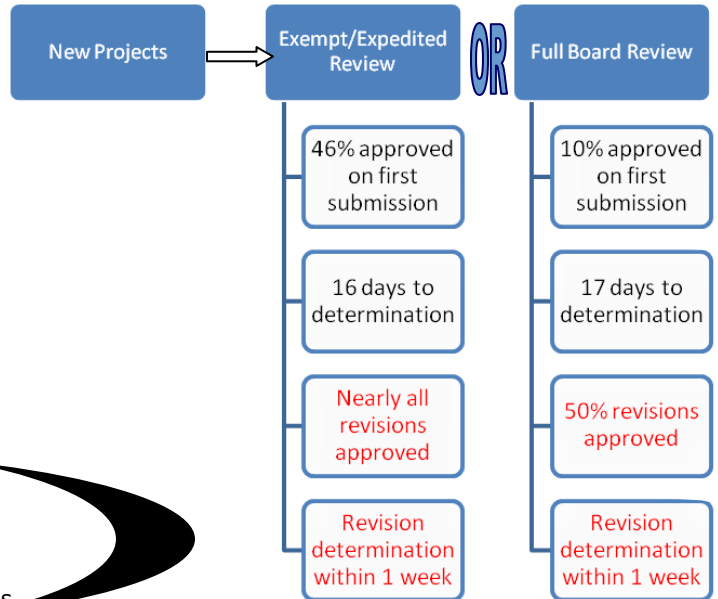 New Projects
Exempt/Expedited
Review
OR
Full Board Review
46% approved
on first
submission
16 days to
determination
Nearly all
revisions
approved
Revision
determination
within 1 week
10% approved
on first
submission
17 days to
determination
50% revisions
approved
Revision
determination
within 1 week